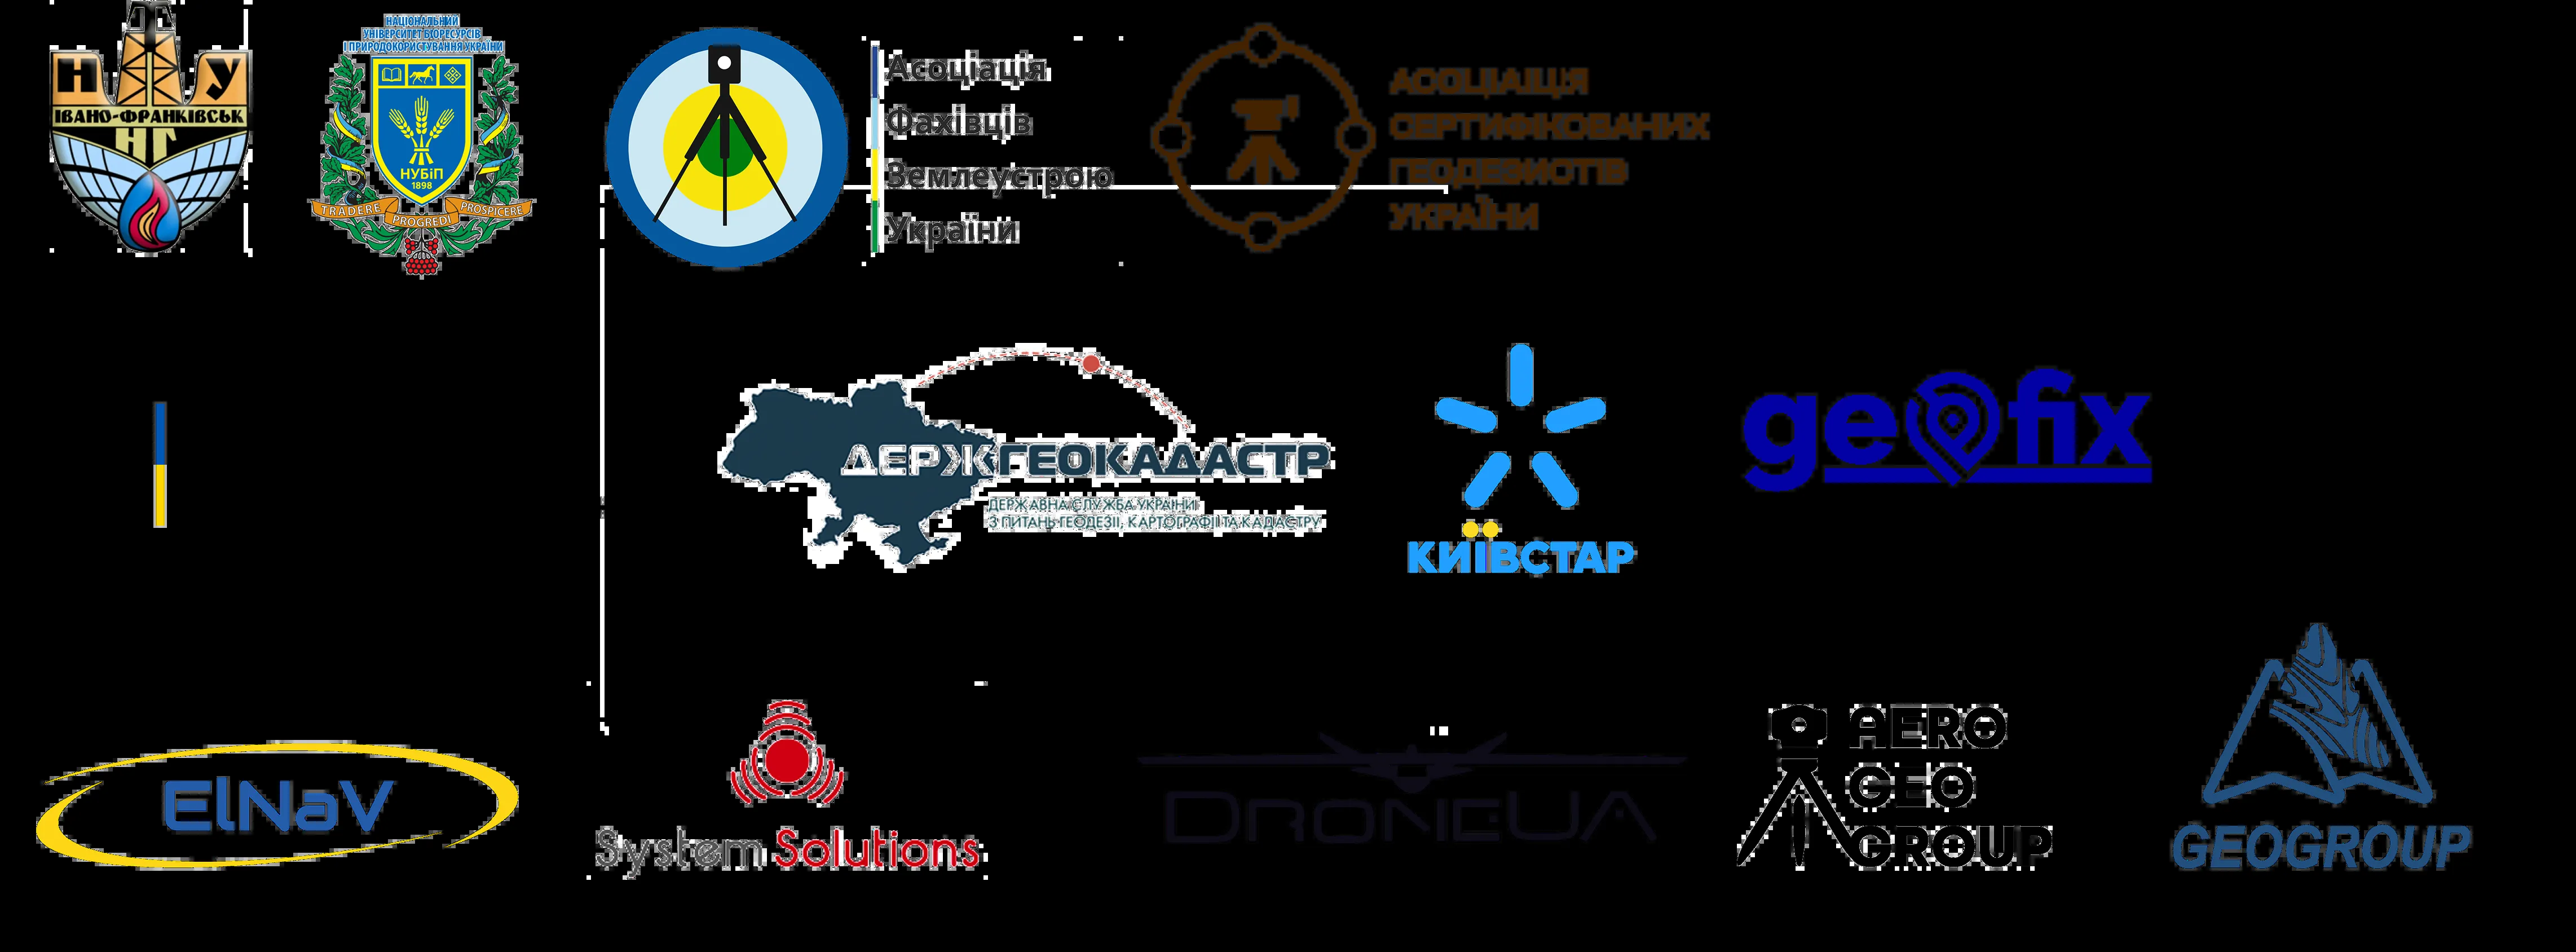 Н У
ІВАНО-ФРАНКІВСЬК
НГ
НАЦІОНАЛЬНИЙ
УНІВЕРСИТЕТ БІОРЕСУРСІВ
І ПРИРОДОКОРИСТУВАННЯ УКРАЇНИ
НУБіП
1898
TRADERE PROGREDI PROSPICERE
Асоціація
Фахівців
Землеустрою
України
АСОЦІАЦІЯ
СЕРТИФІКОВАНИХ
ГЕОДЕЗИСТІВ
УКРАЇНИ
ДЕРЖГЕОКАДАСТР
ДЕРЖАВНА СЛУЖБА УКРАЇНИ
З ПИТАНЬ ГЕОДЕЗІЇ, КАРТОГРАФІЇ ТА КАДАСТРУ
КИЇВСТАР
geofix
ElNaV
System Solutions
DRONEUA
AERO
GEO
GROUP
GEOGROUP